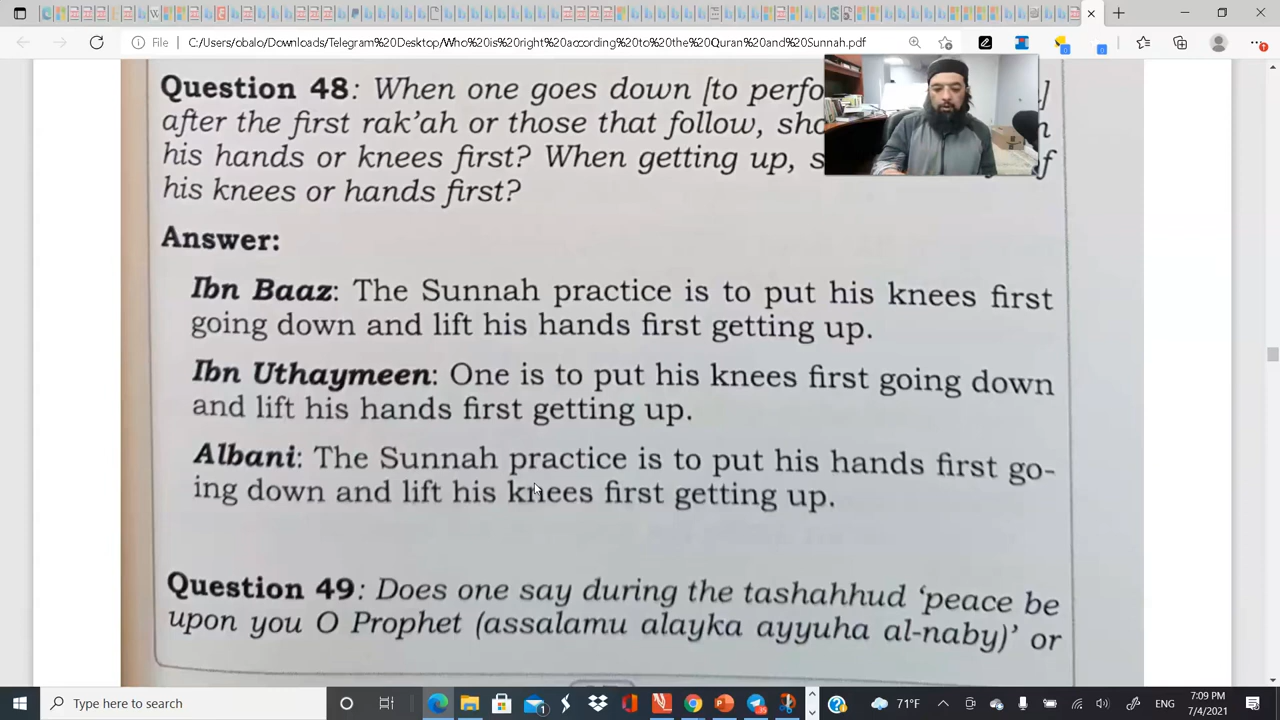 File
C:/Users/obalo/Downloads/Telegram%20Desktop/Who%20is%20right%20according%20to%20the%20Quran%20and%20Sunnah.pdf
Question 48: When one goes down [to perfo
after the first rak'ah or those that follow, sho
his hands or knees first? When getting up, s
his knees or hands first?
Answer:
Ibn Baaz: The Sunnah practice is to put his knees first
going down and lift his hands first getting up.
Ibn Uthaymeen: One is to put his knees first going down
and lift his hands first getting up.
Albani: The Sunnah practice is to put his hands first go-
ing down and lift his knees first getting up.
Question 49: Does one say during the tashahhud 'peace be
upon you O Prophet (assalamu alayka ayyuha al-naby)' or
Type here to search
71°F
ENG
7:09 PM
7/4/2021